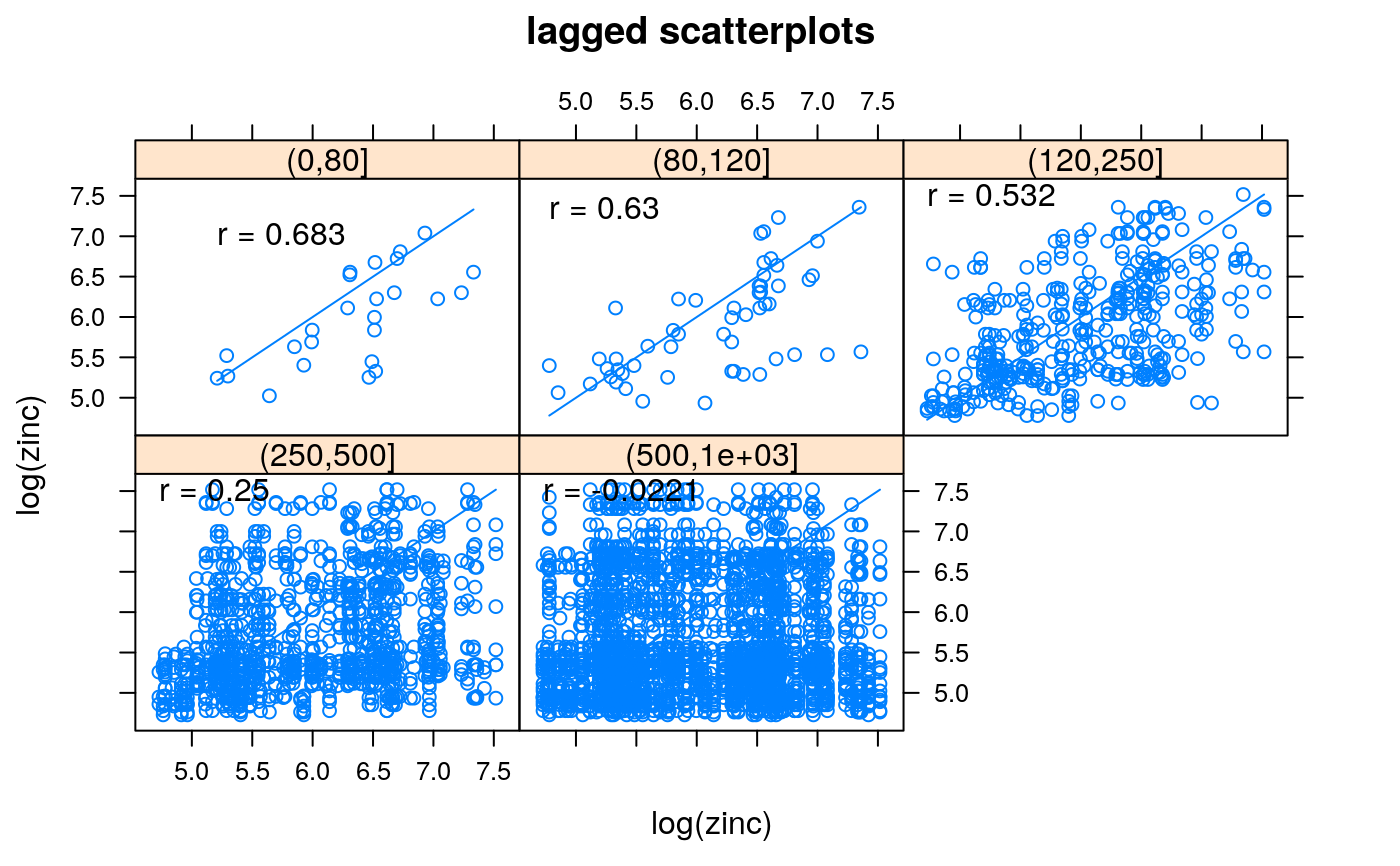 lagged scatterplots
5.0 5.5 6.0 6.5 7.0 7.5
(0,80] (80,120] (120,250]
r = 0.683
r = 0.63
r = 0.532
7.5
7.0
6.5
6.0
5.5
5.0
log(zinc)
(250,500] (500,1e+03]
r = 0.25
r = -0.0221
7.5
7.0
6.5
6.0
5.5
5.0
5.0 5.5 6.0 6.5 7.0 7.5
log(zinc)